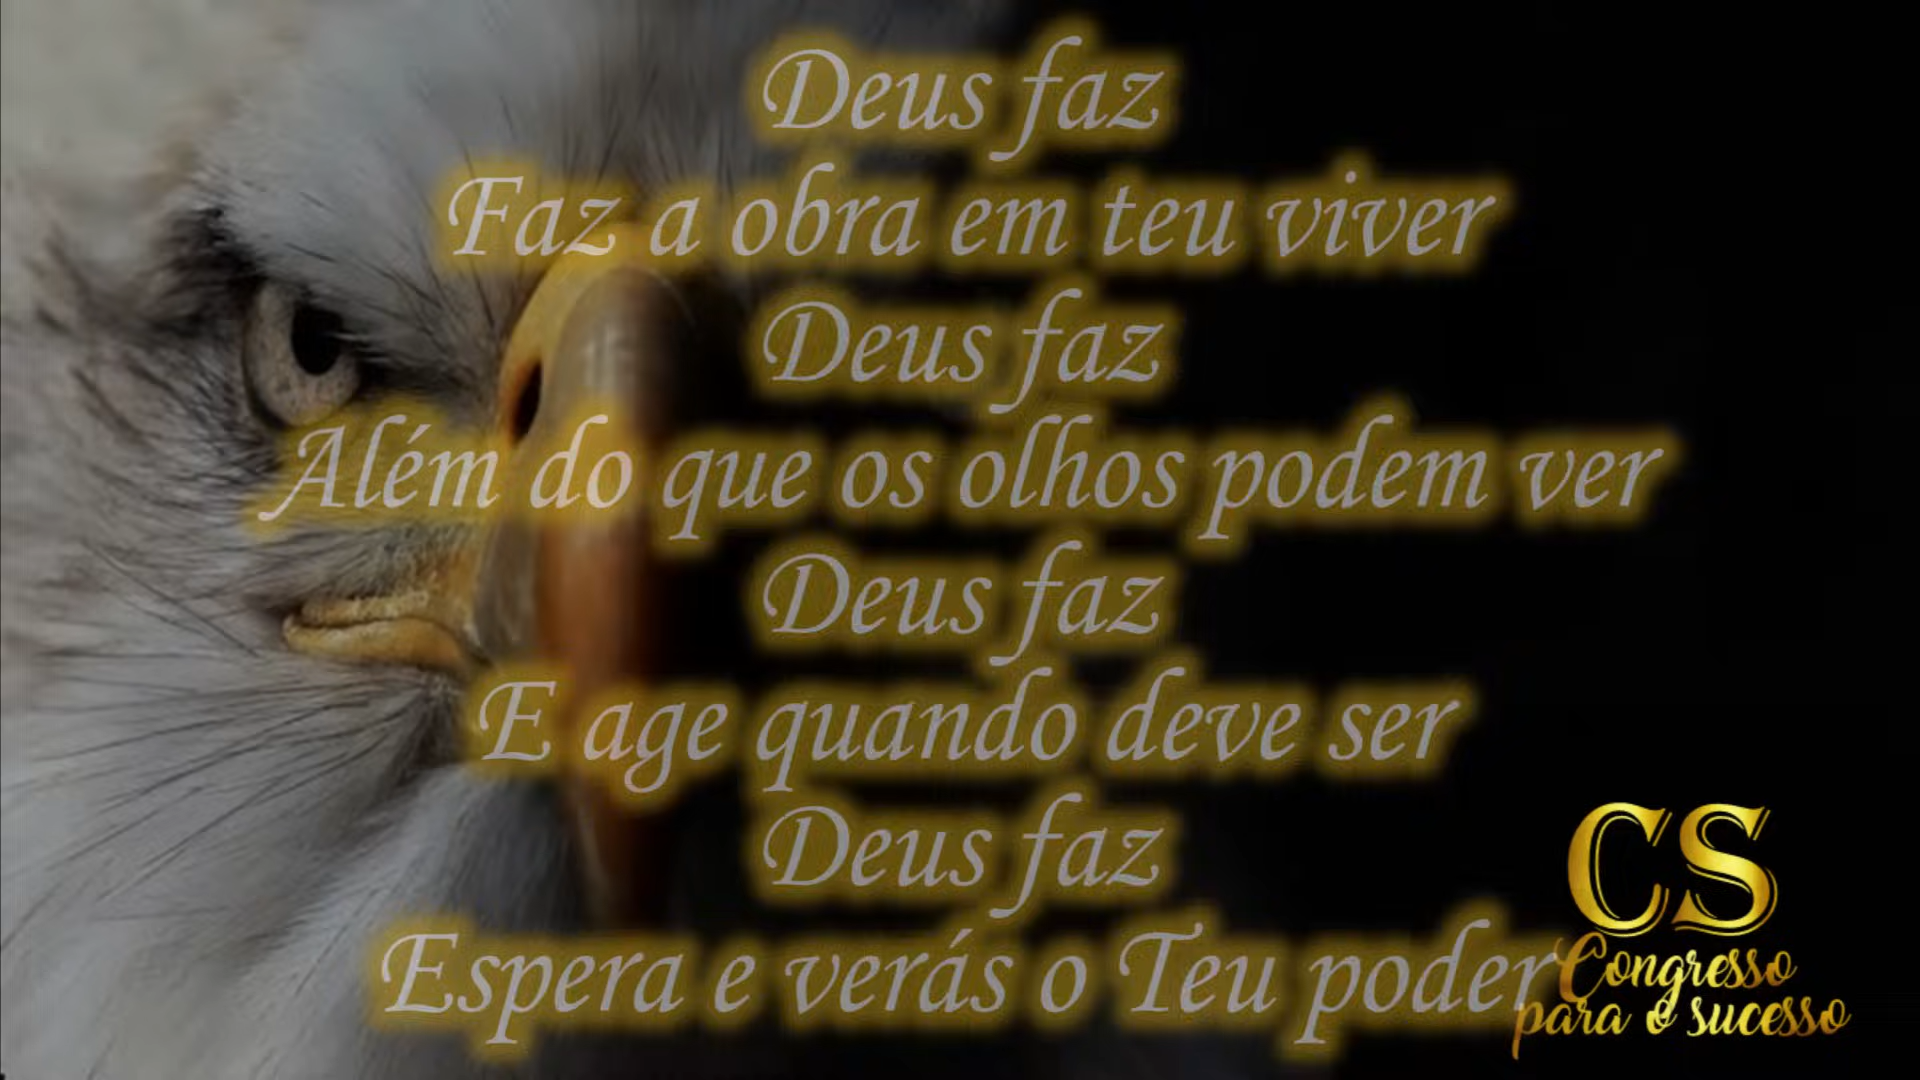 Deus faz
Faz a obra em teu viver
Deus faz
Além do que os olhos podem ver
Deus faz
E age quando deve ser
Deus faz
Espera e verás o Teu poder
CS
Congresso
para o sucesso